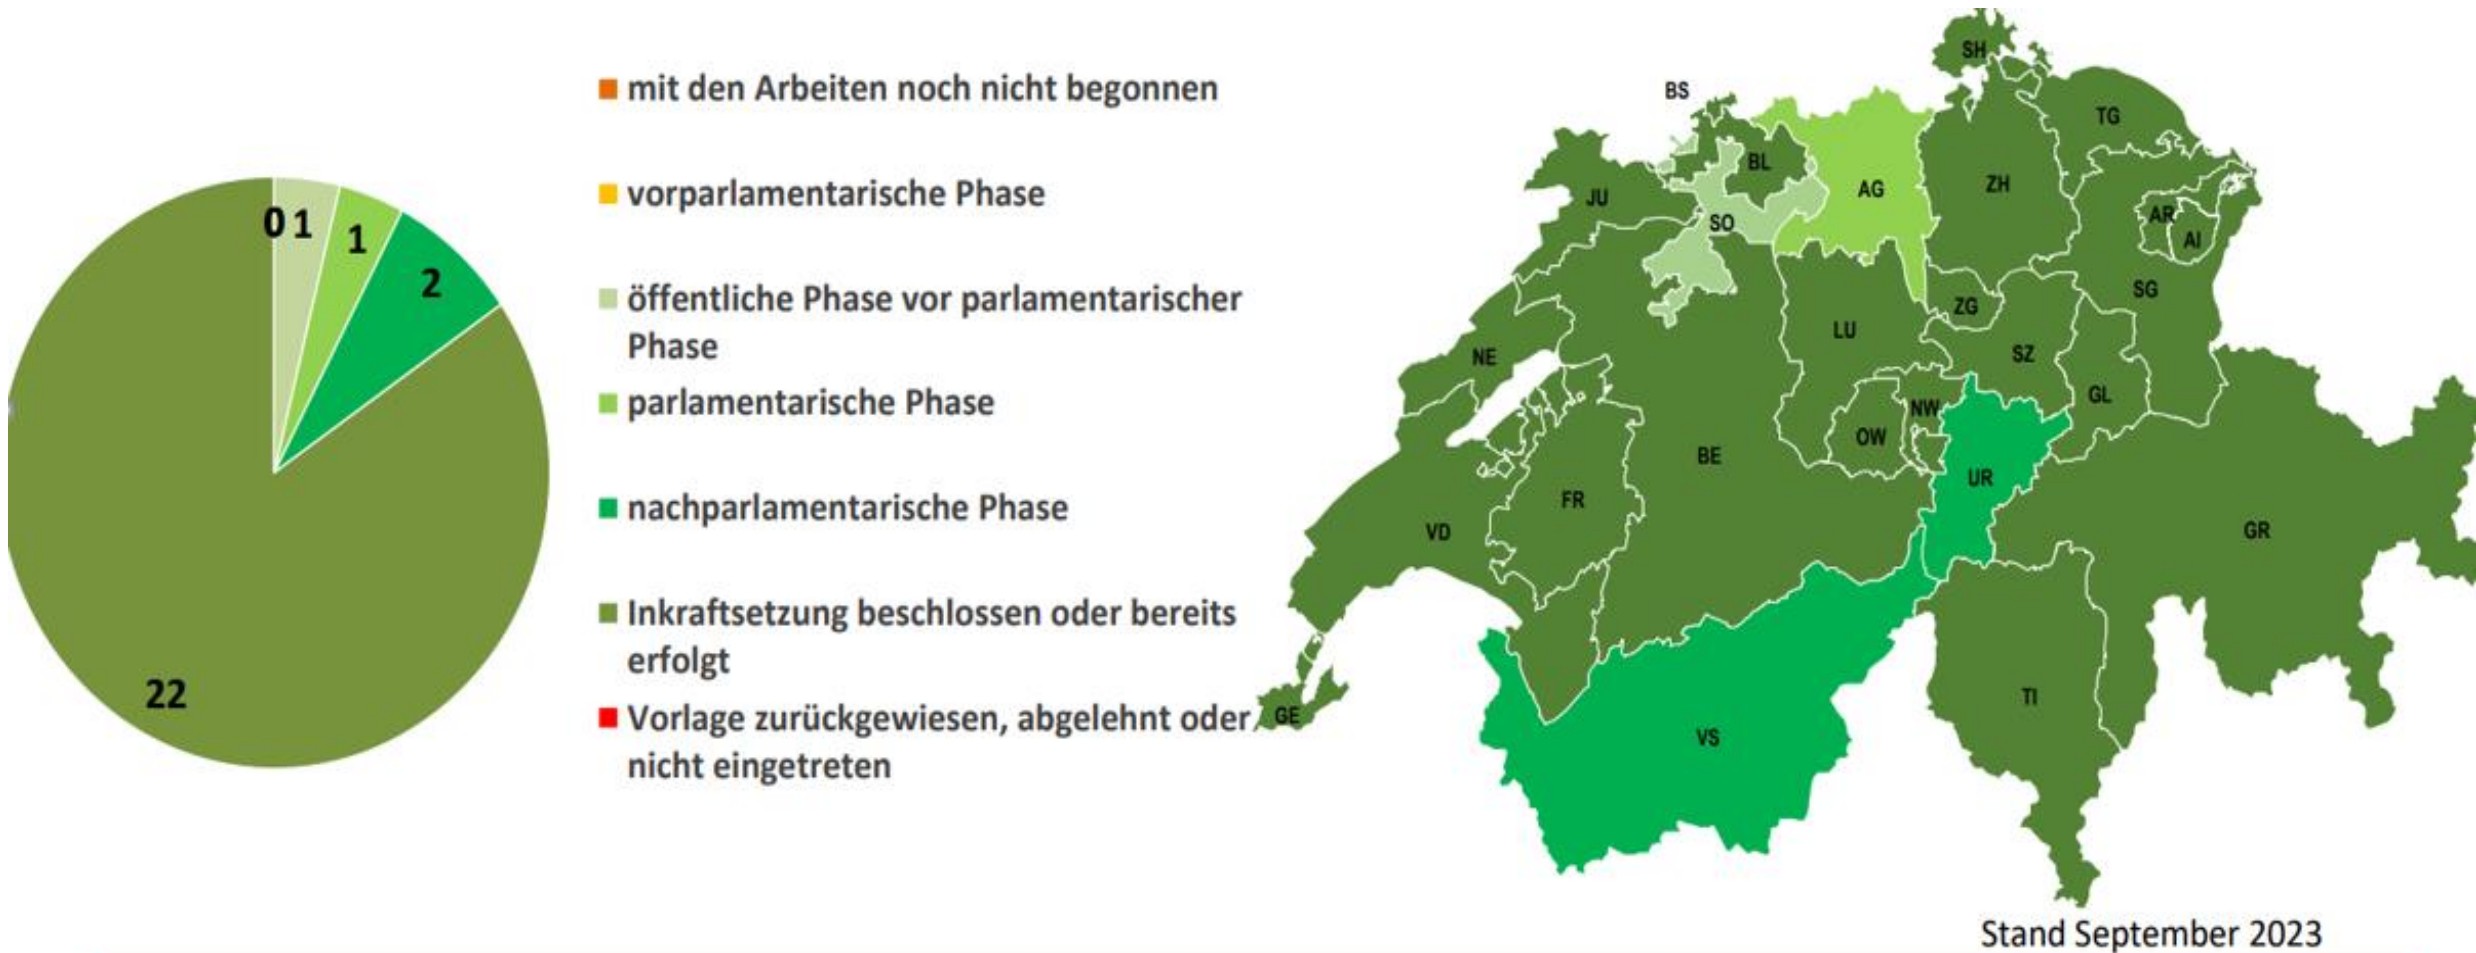 0
1
1
2
22
mit den Arbeiten noch nicht begonnen
vorparlamentarische Phase
öffentliche Phase vor parlamentarischer
Phase
parlamentarische Phase
nachparlamentarische Phase
Inkraftsetzung beschlossen oder bereits
erfolgt
Vorlage zurückgewiesen, abgelehnt oder
nicht eingetreten
SH
BS
TG
BL
AG
ZH
JU
SO
AR
AI
SG
ZG
LU
SZ
NE
GL
NW
OW
BE
UR
FR
VD
GR
TI
GE
VS
Stand September 2023